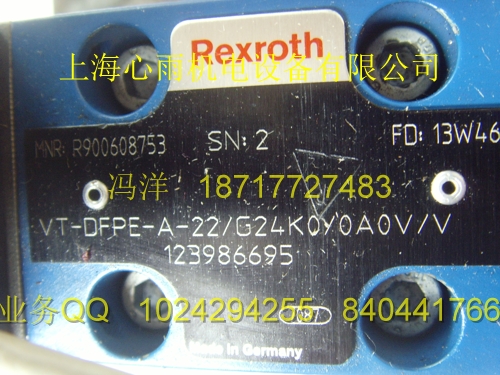 Rexroth
上海心雨机电设备有限公司
MNR: R900608753 SN: 2 FD: 13W46
冯洋 18717727483
VT-DFPE-A-22/G24K0Y0A0V/V
123986695
业务QQ 1024294255 840441766
Made in Germany